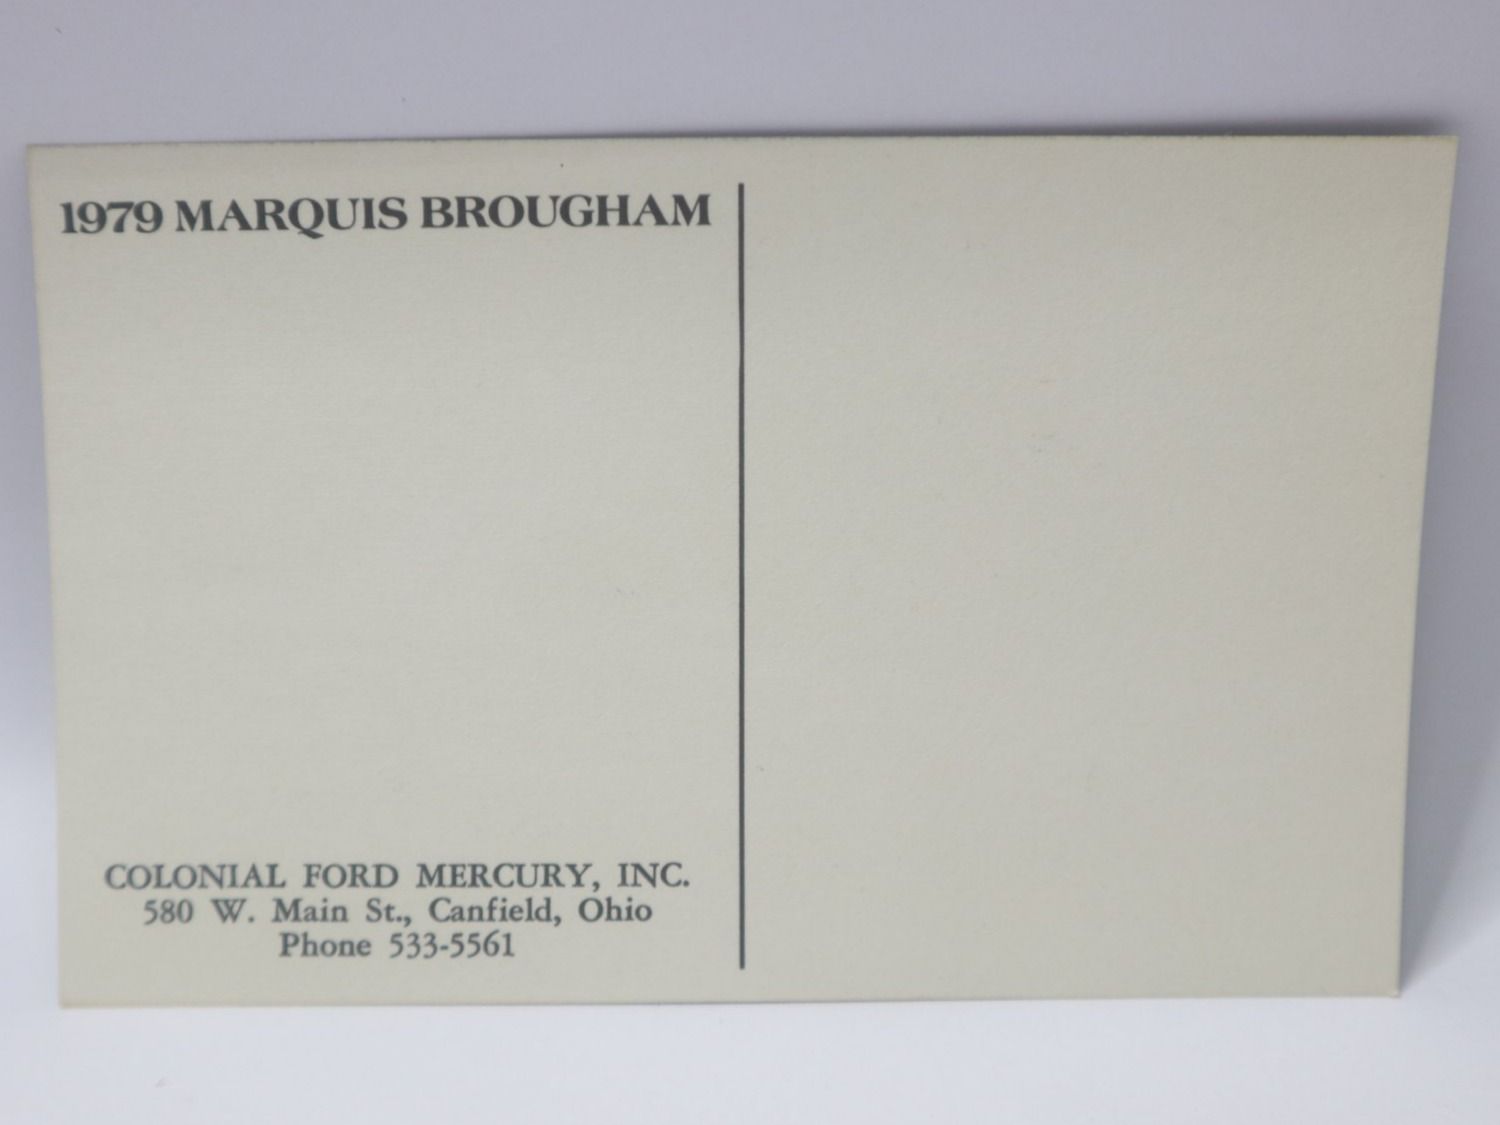 1979 MARQUIS BROUGHAM
COLONIAL FORD MERCURY, INC.
580 W. Main St., Canfield, Ohio
Phone 533-5561